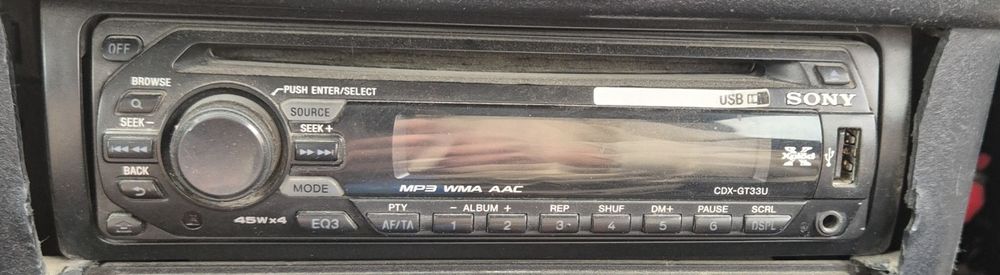 OFF
BROWSE
PUSH ENTER/SELECT
SOURCE
USB
SONY
SEEK –
SEEK +
BACK
MODE
MP3 WMA AAC
Xplod
CDX-GT33U
45W×4
EQ3
PTY
– ALBUM +
REP
SHUF
DM+
PAUSE
SCRL
AF/TA
1
2
3
4
5
6
DSPL